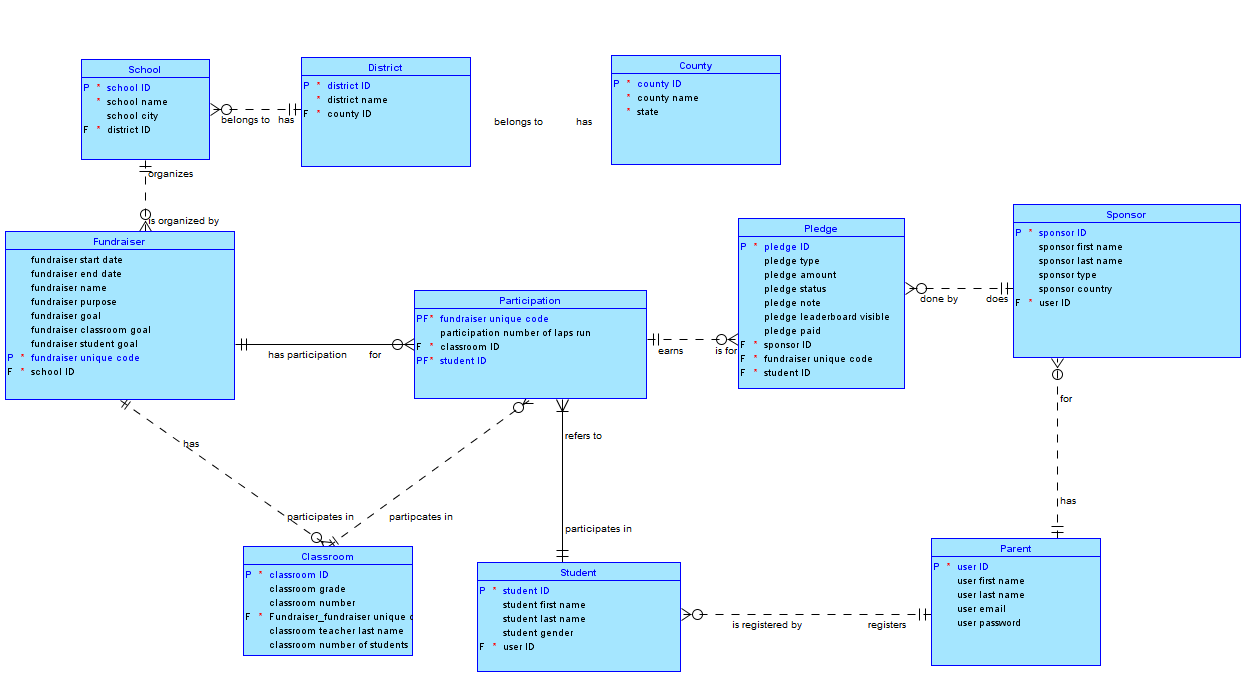 School
P * school ID
* school name
school city
F * district ID
District
P * district ID
* district name
F * county ID
County
P * county ID
* county name
* state
belongs to has
belongs to has
organizes
is organized by
Fundraiser
fundraiser start date
fundraiser end date
fundraiser name
fundraiser purpose
fundraiser goal
fundraiser classroom goal
fundraiser student goal
P * fundraiser unique code
F * school ID
has participation for
Participation
PF* fundraiser unique code
participation number of laps run
F * classroom ID
PF* student ID
earns is for
Pledge
P * pledge ID
pledge type
pledge amount
pledge status
pledge note
pledge leaderboard visible
pledge paid
F * sponsor ID
F * fundraiser unique code
F * student ID
done by does
Sponsor
P * sponsor ID
sponsor first name
sponsor last name
sponsor type
sponsor country
F * user ID
for
has
has
participates in
partipcates in
refers to
participates in
Classroom
P * classroom ID
classroom grade
classroom number
F * Fundraiser_fundraiser unique c
classroom teacher last name
classroom number of students
Student
P * student ID
student first name
student last name
student gender
F * user ID
is registered by registers
Parent
P * user ID
user first name
user last name
user email
user password